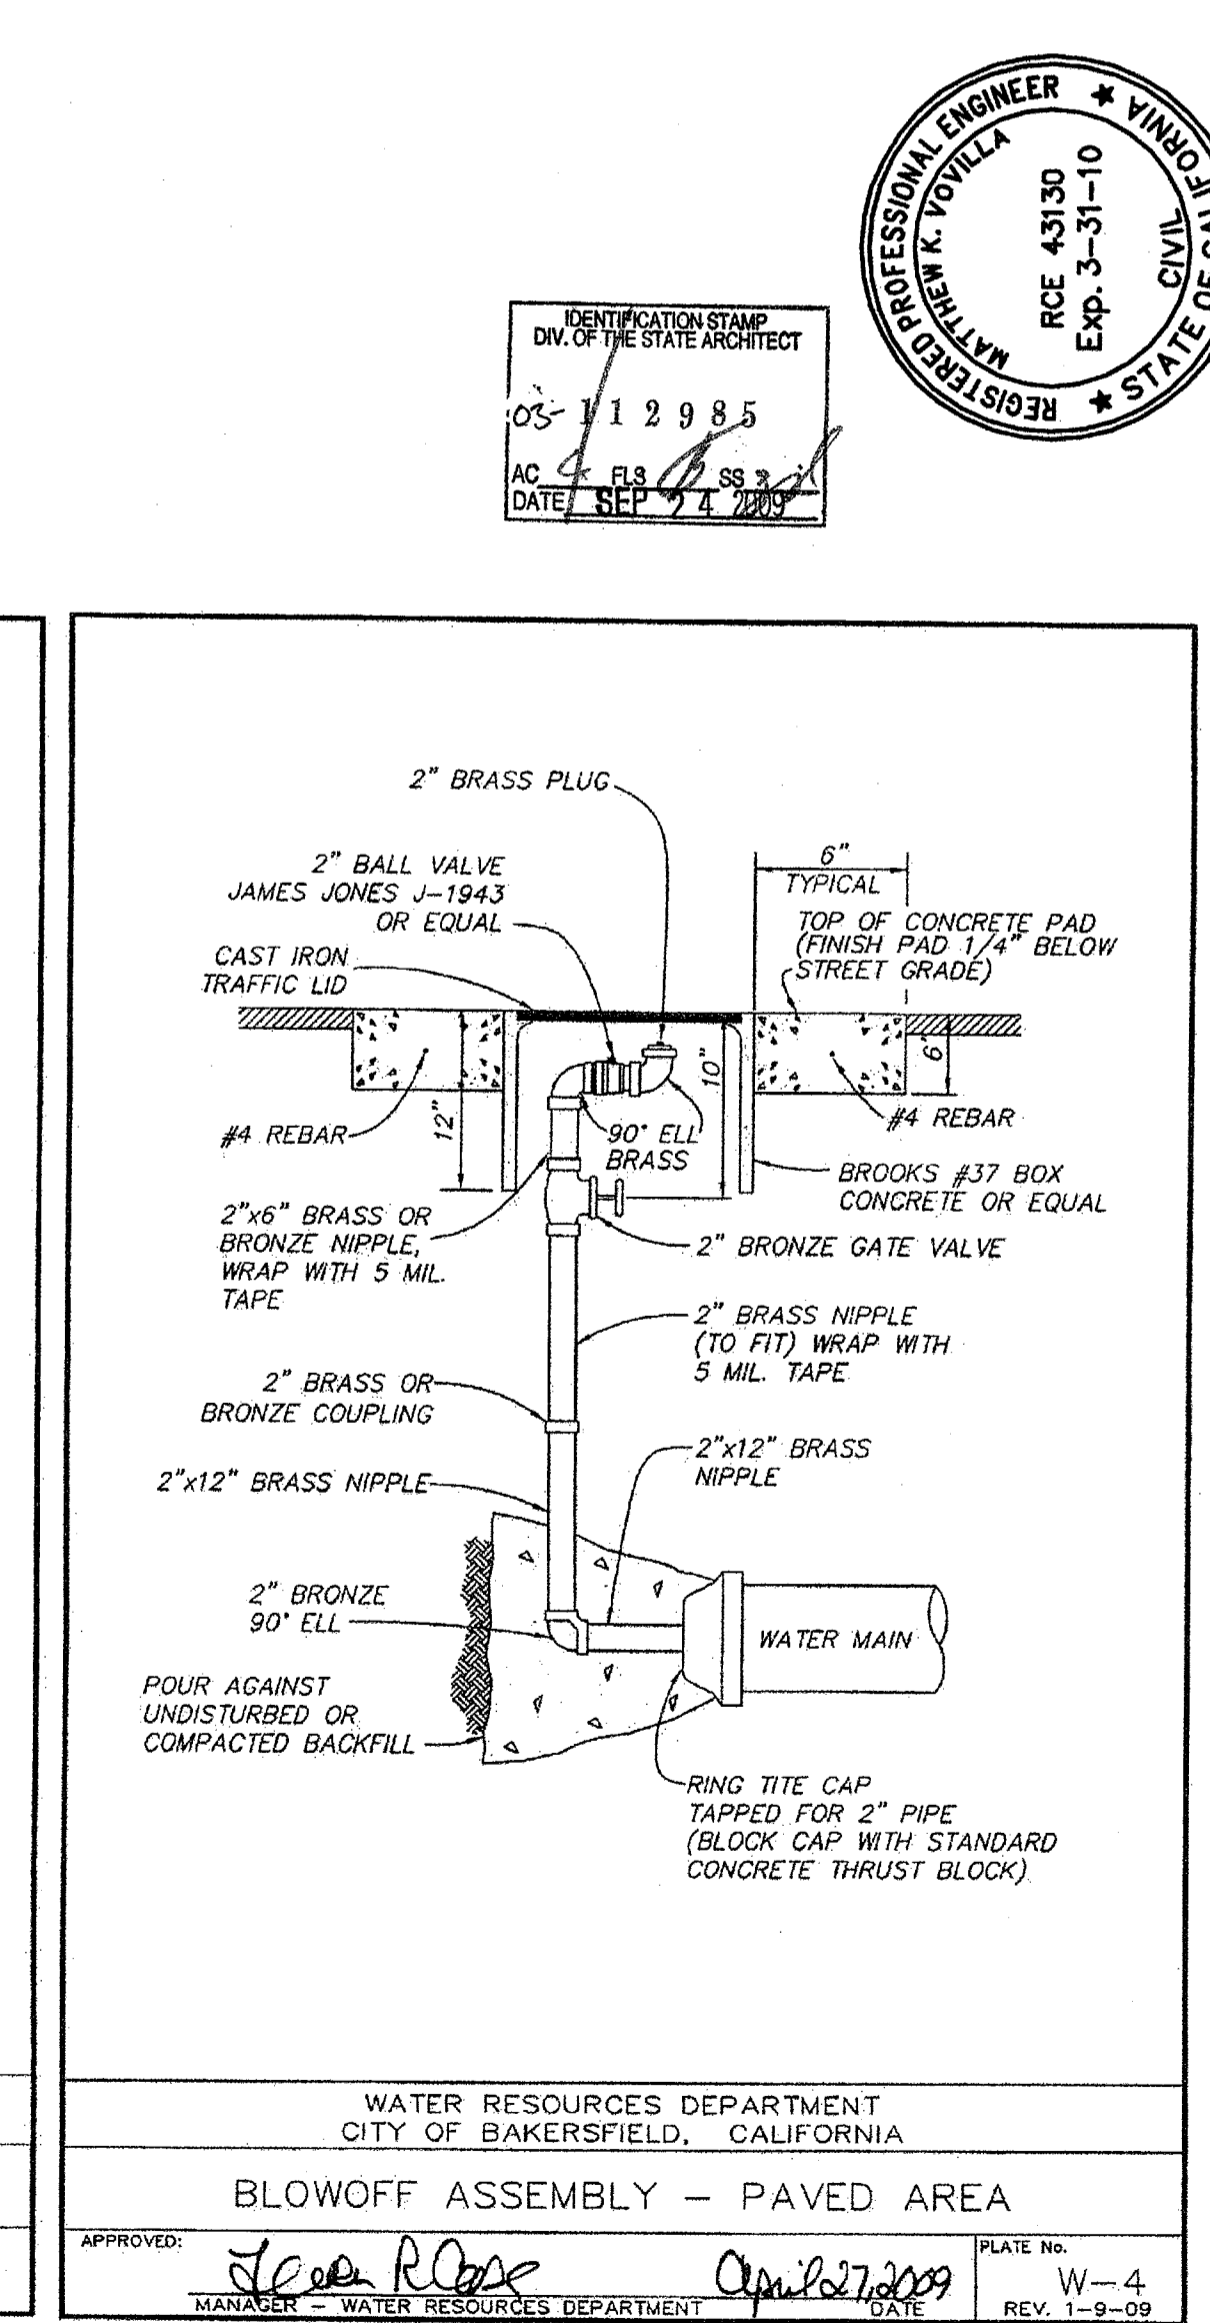 REGISTERED PROFESSIONAL ENGINEER
MATTHEW K. VOVILLA
RCE 43130
Exp. 3-31-10
CIVIL
STATE OF CALIFORNIA
IDENTIFICATION STAMP
DIV. OF THE STATE ARCHITECT
03-112985
AC FLS SS
DATE SEP 24 2009
2" BRASS PLUG
2" BALL VALVE
JAMES JONES J-1943
OR EQUAL
CAST IRON
TRAFFIC LID
6"
TYPICAL
TOP OF CONCRETE PAD
(FINISH PAD 1/4" BELOW
STREET GRADE)
12"
10"
6"
#4 REBAR
90° ELL
BRASS
#4 REBAR
BROOKS #37 BOX
CONCRETE OR EQUAL
2"x6" BRASS OR
BRONZE NIPPLE,
WRAP WITH 5 MIL.
TAPE
2" BRONZE GATE VALVE
2" BRASS NIPPLE
(TO FIT) WRAP WITH
5 MIL. TAPE
2" BRASS OR
BRONZE COUPLING
2"x12" BRASS
NIPPLE
2"x12" BRASS NIPPLE
2" BRONZE
90° ELL
WATER MAIN
POUR AGAINST
UNDISTURBED OR
COMPACTED BACKFILL
RING TITE CAP
TAPPED FOR 2" PIPE
(BLOCK CAP WITH STANDARD
CONCRETE THRUST BLOCK)
WATER RESOURCES DEPARTMENT
CITY OF BAKERSFIELD, CALIFORNIA
BLOWOFF ASSEMBLY - PAVED AREA
APPROVED:
April 27, 2009
MANAGER - WATER RESOURCES DEPARTMENT DATE
PLATE No.
W-4
REV. 1-9-09